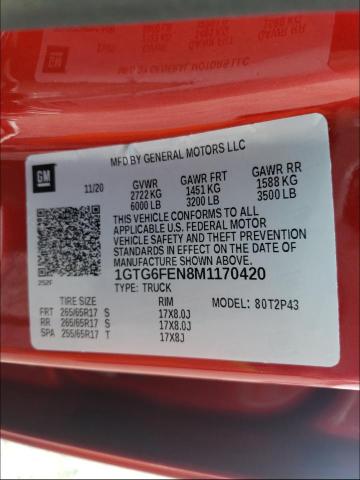 MFD BY GENERAL MOTORS LLC
GM
11/20
GVWR GAWR FRT GAWR RR
2722 KG 1451 KG 1588 KG
6000 LB 3200 LB 3500 LB
THIS VEHICLE CONFORMS TO ALL APPLICABLE
U.S. FEDERAL MOTOR
VEHICLE SAFETY AND THEFT PREVENTION
STANDARDS IN EFFECT ON THE DATE OF
MANUFACTURE SHOWN ABOVE.
252F
1GTG6FEN8M1170420
TYPE: TRUCK
TIRE SIZE RIM MODEL: 80T2P43
FRT 265/65R17 S 17X8.0J
RR 265/65R17 S 17X8.0J
SPA 255/65R17 T 17X8J